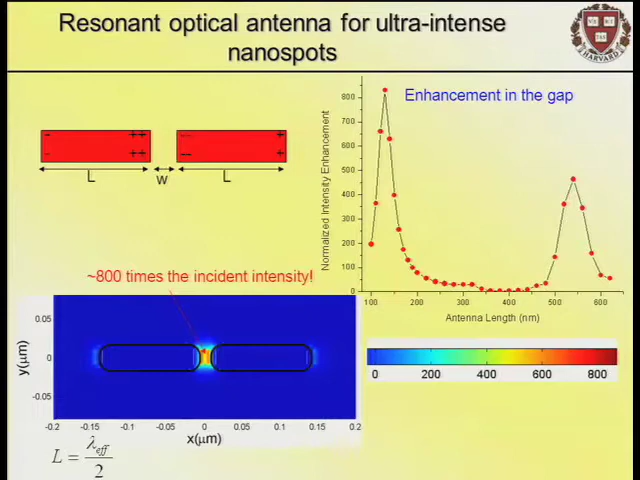 Resonant optical antenna for ultra-intense
nanospots
HARVARD
Enhancement in the gap
- ++ -- +
- ++ -- +
L W L
~800 times the incident intensity!
Normalized Intensity Enhancement
800
700
600
500
400
300
200
100
0
100 200 300 400 500 600
Antenna Length (nm)
y(μm)
0.05
0
-0.05
-0.2 -0.15 -0.1 -0.05 0 0.05 0.1 0.15 0.2
x(μm)
0 200 400 600 800
L = λeff / 2